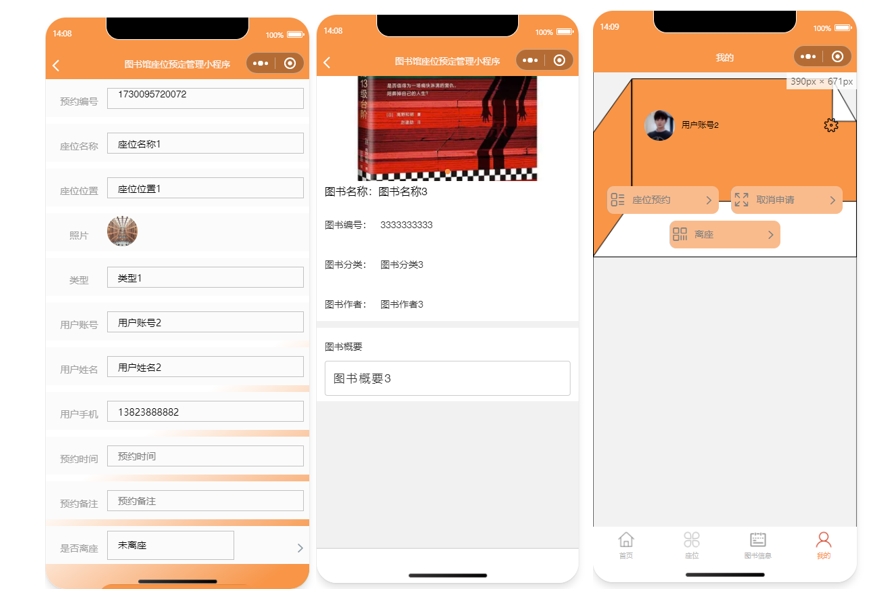 14:08
100%
图书馆座位预定管理小程序
预约编号
1730095720072
座位名称
座位名称1
座位位置
座位位置1
照片
类型
类型1
用户账号
用户账号2
用户姓名
用户姓名2
用户手机
13823888882
预约时间
预约时间
预约备注
预约备注
是否离座
未离座
14:08
100%
图书馆座位预定管理小程序
13级台阶
图书名称：图书名称3
图书编号：
3333333333
图书分类：
图书分类3
图书作者：
图书作者3
图书概要
图书概要3
14:09
100%
我的
390px × 671px
用户账号2
座位预约
取消申请
离座
首页
座位
图书信息
我的